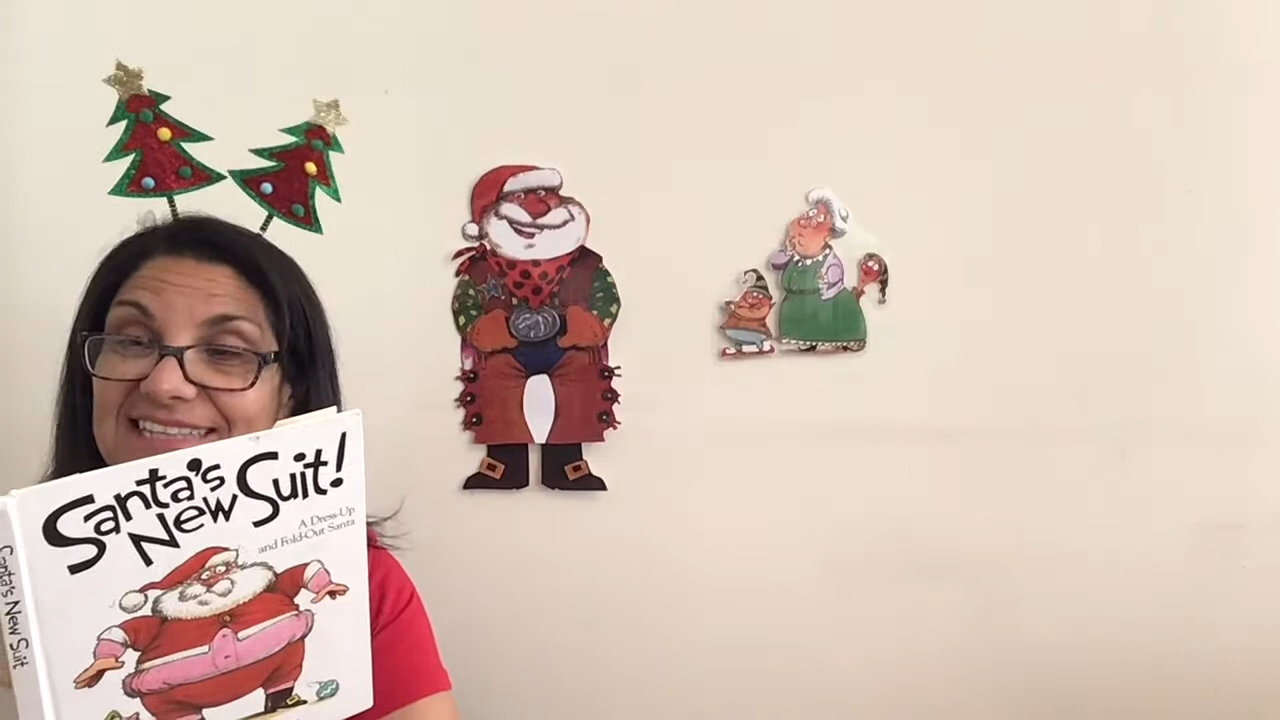 Santa's
New Suit!
A Dress-Up
and Fold-Out Santa
Santa's New Suit